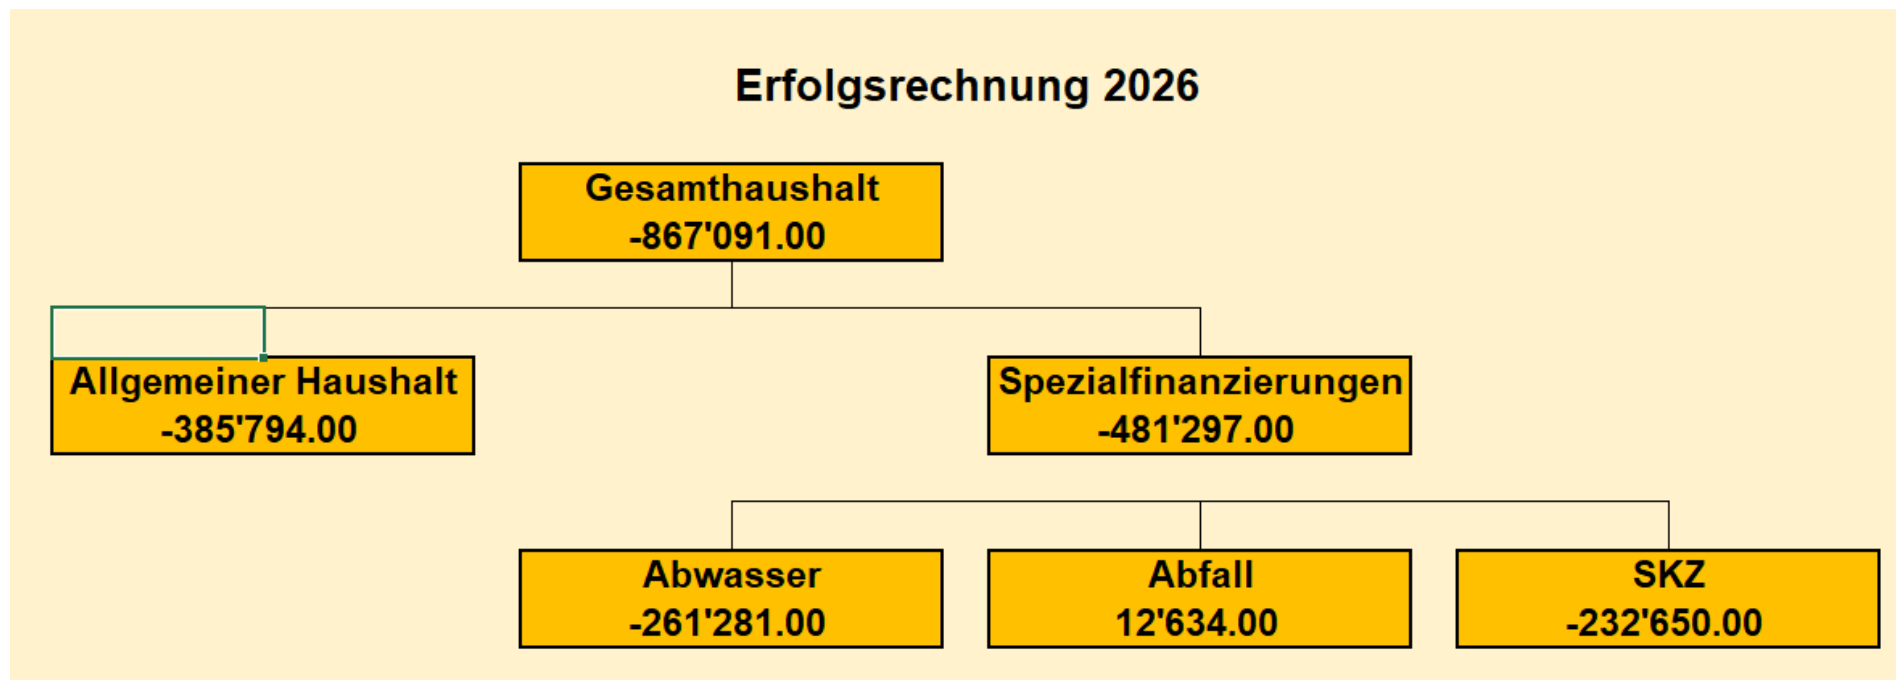 Erfolgsrechnung 2026
Gesamthaushalt
-867'091.00
Allgemeiner Haushalt
-385'794.00
Spezialfinanzierungen
-481'297.00
Abwasser
-261'281.00
Abfall
12'634.00
SKZ
-232'650.00